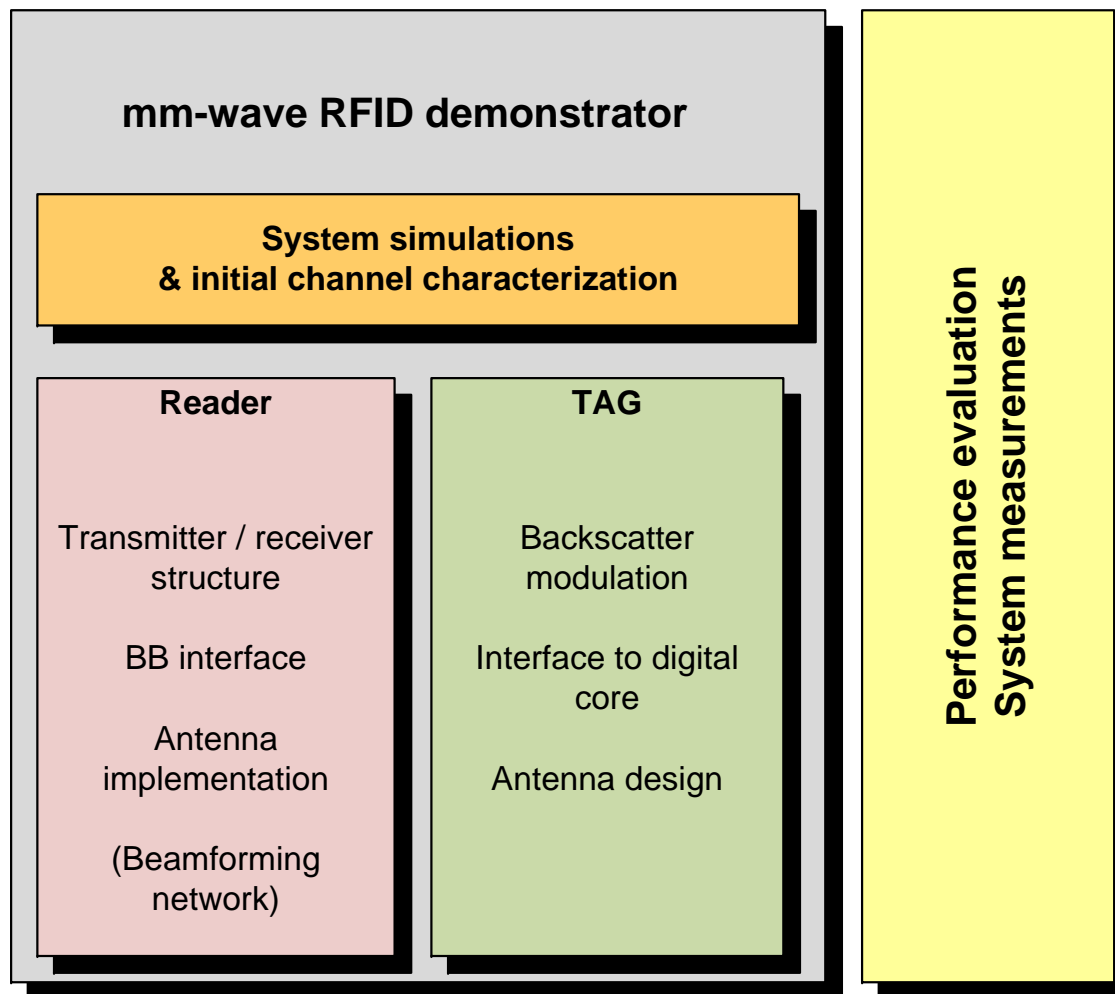 mm-wave RFID demonstrator
System simulations
& initial channel characterization
Reader
Transmitter / receiver
structure
BB interface
Antenna
implementation
(Beamforming
network)
TAG
Backscatter
modulation
Interface to digital
core
Antenna design
Performance evaluation
System measurements